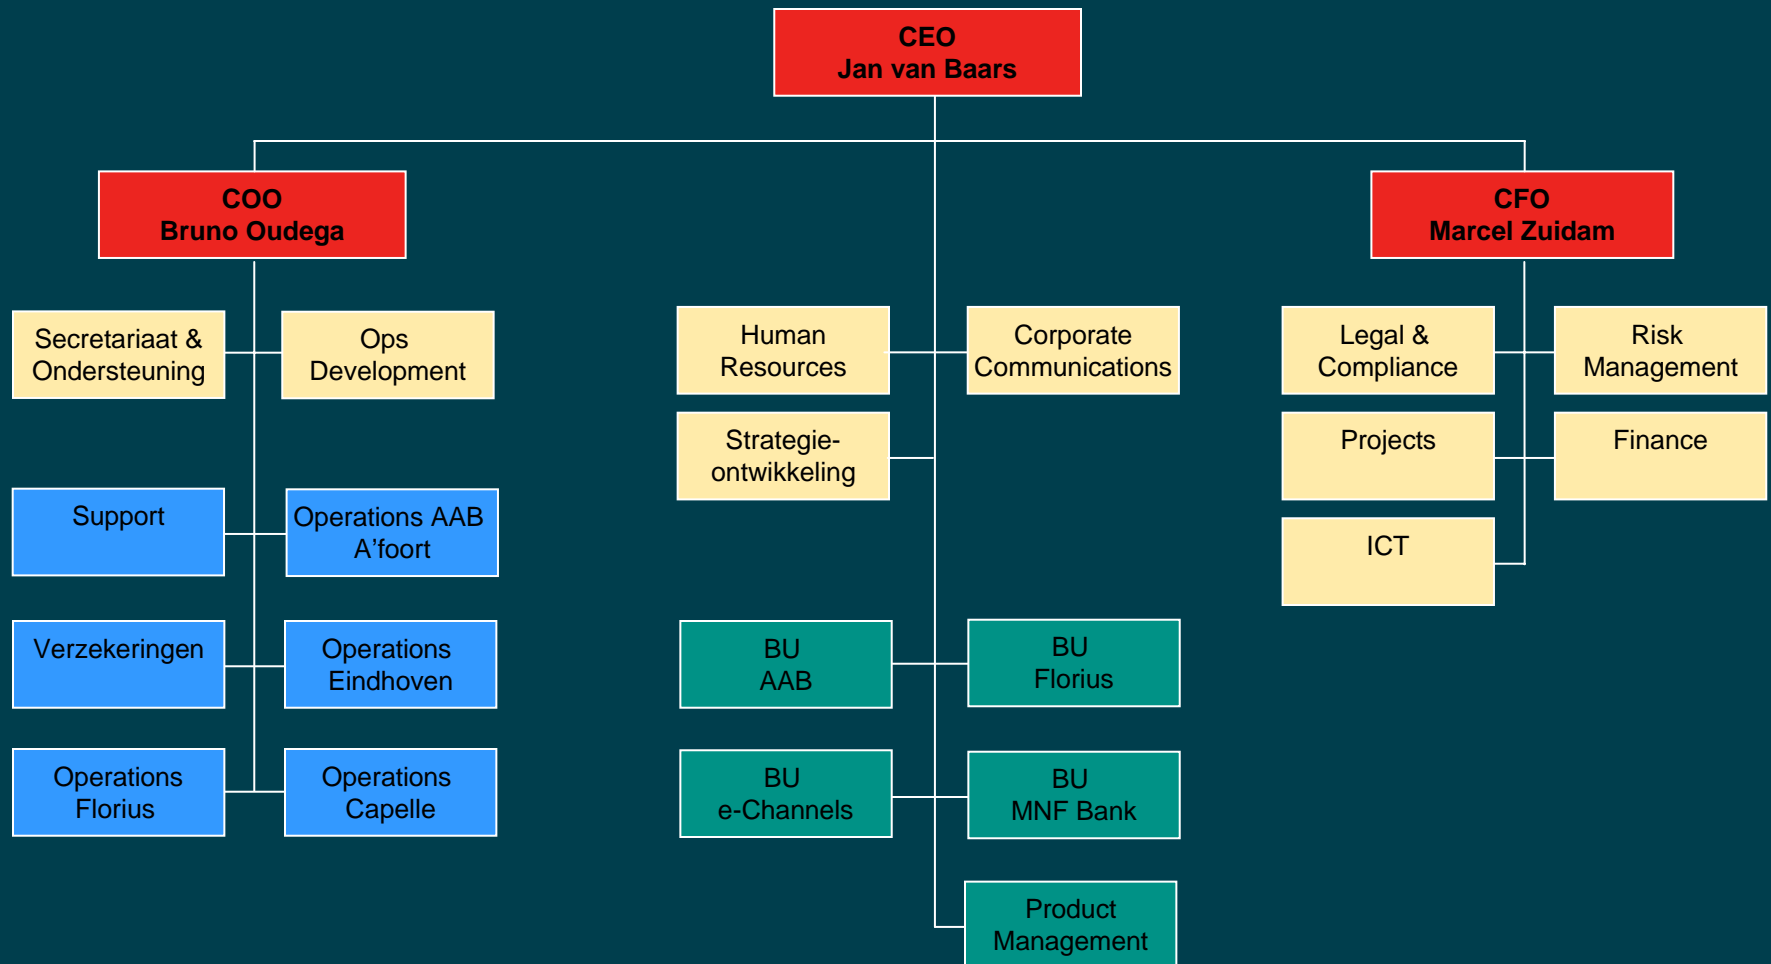 CEO
Jan van Baars
COO
Bruno Oudega
CFO
Marcel Zuidam
Secretariaat &
Ondersteuning
Ops
Development
Human
Resources
Corporate
Communications
Legal &
Compliance
Risk
Management
Strategie-
ontwikkeling
Projects
Finance
Support
Operations AAB
A'foort
ICT
Verzekeringen
Operations
Eindhoven
BU
AAB
BU
Florius
Operations
Florius
Operations
Capelle
BU
e-Channels
BU
MNF Bank
Product
Management